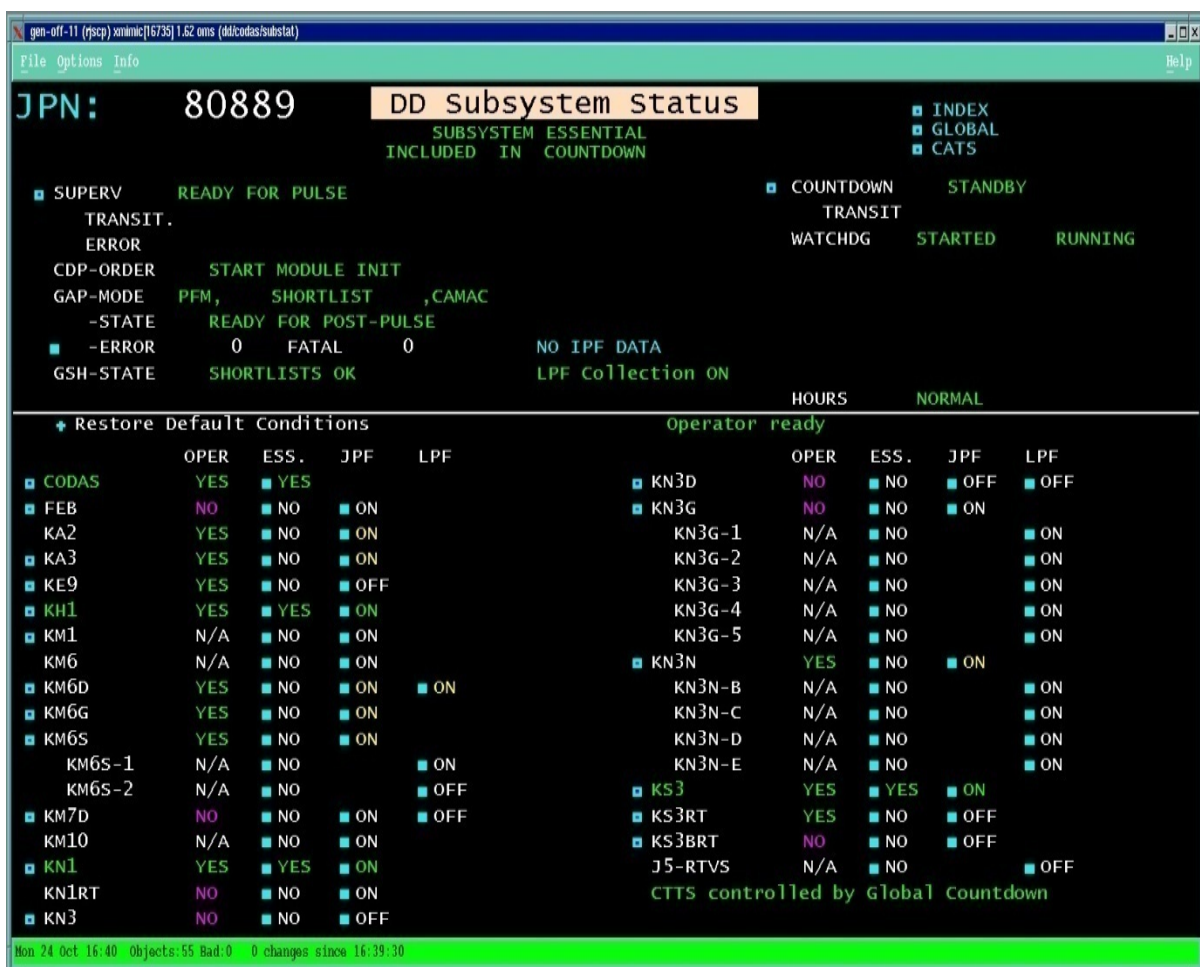 gen-off-11 (rjscp) xmimic[16735] 1.62 oms (dd/codas/substat)
File Options Info Help
JPN: 80889 DD Subsystem Status
INDEX
SUBSYSTEM ESSENTIAL GLOBAL
INCLUDED IN COUNTDOWN CATS
SUPERV READY FOR PULSE COUNTDOWN STANDBY
TRANSIT. TRANSIT
ERROR WATCHDG STARTED RUNNING
CDP-ORDER START MODULE INIT
GAP-MODE PFM, SHORTLIST ,CAMAC
-STATE READY FOR POST-PULSE
-ERROR 0 FATAL 0 NO IPF DATA
GSH-STATE SHORTLISTS OK LPF Collection ON
HOURS NORMAL
Restore Default Conditions Operator ready
OPER ESS. JPF LPF OPER ESS. JPF LPF
CODAS YES YES KN3D NO NO OFF OFF
FEB NO NO ON KN3G NO NO ON
KA2 YES NO ON KN3G-1 N/A NO ON
KA3 YES NO ON KN3G-2 N/A NO ON
KE9 YES NO OFF KN3G-3 N/A NO ON
KH1 YES YES ON KN3G-4 N/A NO ON
KM1 N/A NO ON KN3G-5 N/A NO ON
KM6 N/A NO ON KN3N YES NO ON
KM6D YES NO ON ON KN3N-B N/A NO ON
KM6G YES NO ON KN3N-C N/A NO ON
KM6S YES NO ON KN3N-D N/A NO ON
KM6S-1 N/A NO ON KN3N-E N/A NO ON
KM6S-2 N/A NO OFF KS3 YES YES ON
KM7D NO NO ON OFF KS3RT YES NO OFF
KM10 N/A NO ON KS3BRT NO NO OFF
KN1 YES YES ON J5-RTVS N/A NO OFF
KN1RT NO NO ON CTTS controlled by Global Countdown
KN3 NO NO OFF
Mon 24 Oct 16:40 Objects:55 Bad:0 0 changes since 16:39:30